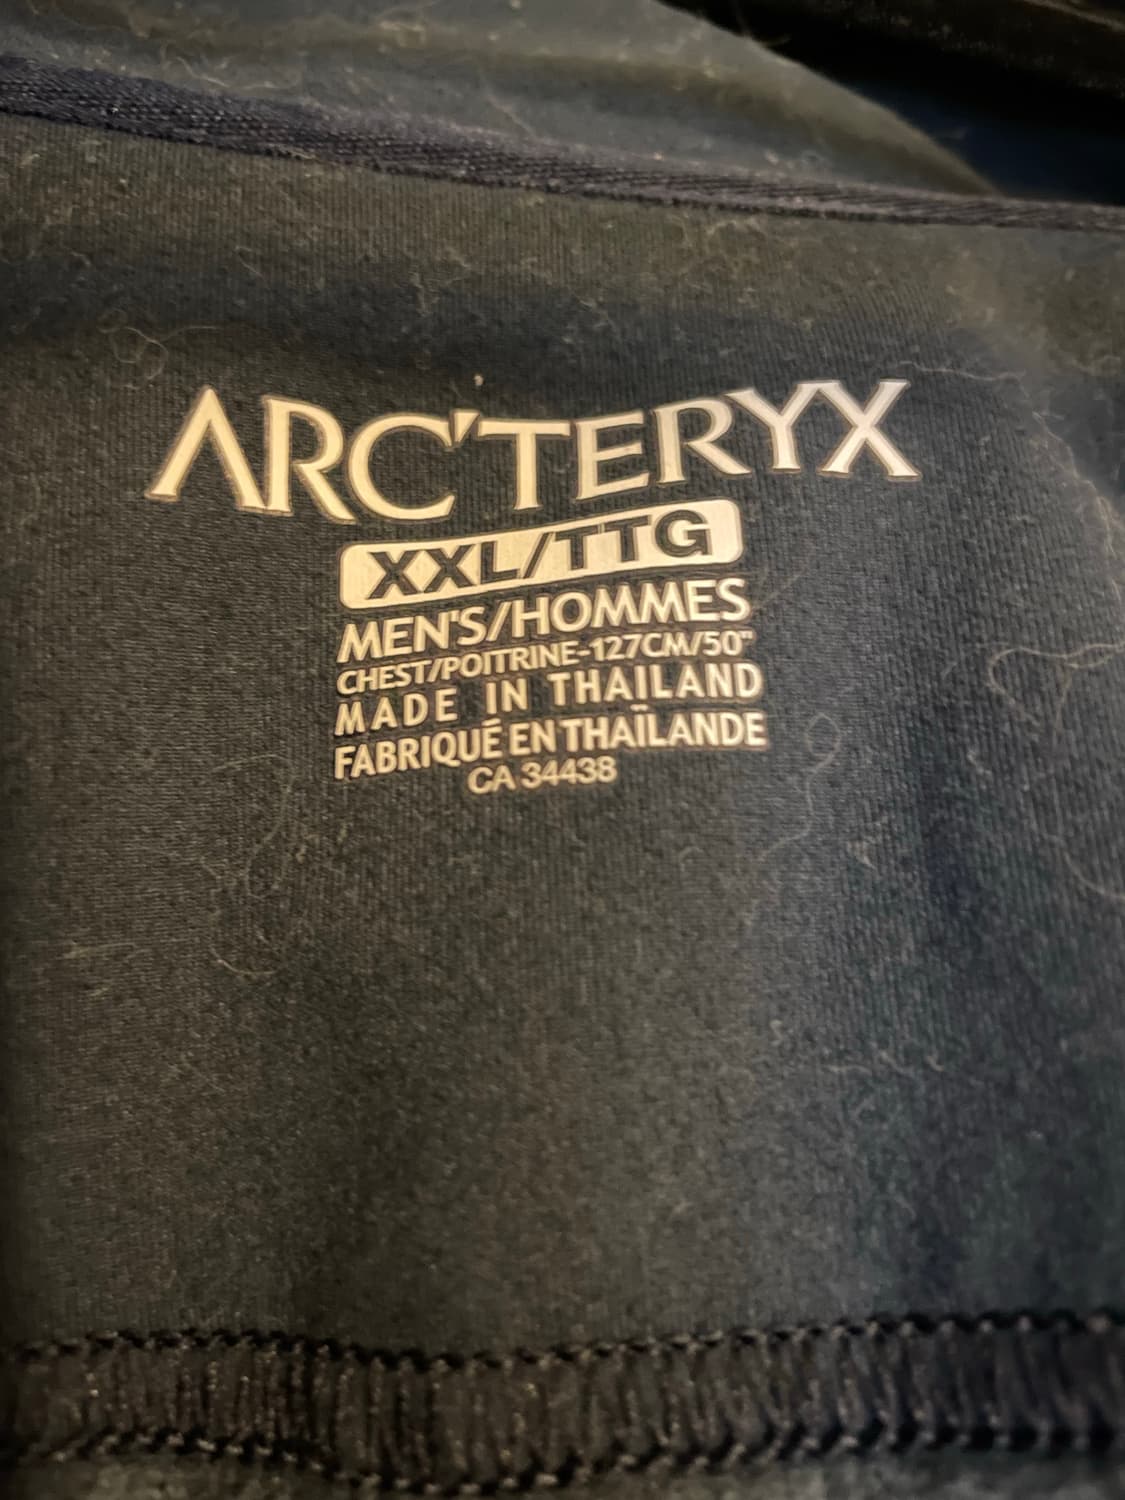 ARC'TERYX
XXL/TTG
MEN'S/HOMMES
CHEST/POITRINE-127CM/50"
MADE IN THAILAND
FABRIQUÉ EN THAÏLANDE
CA 34438